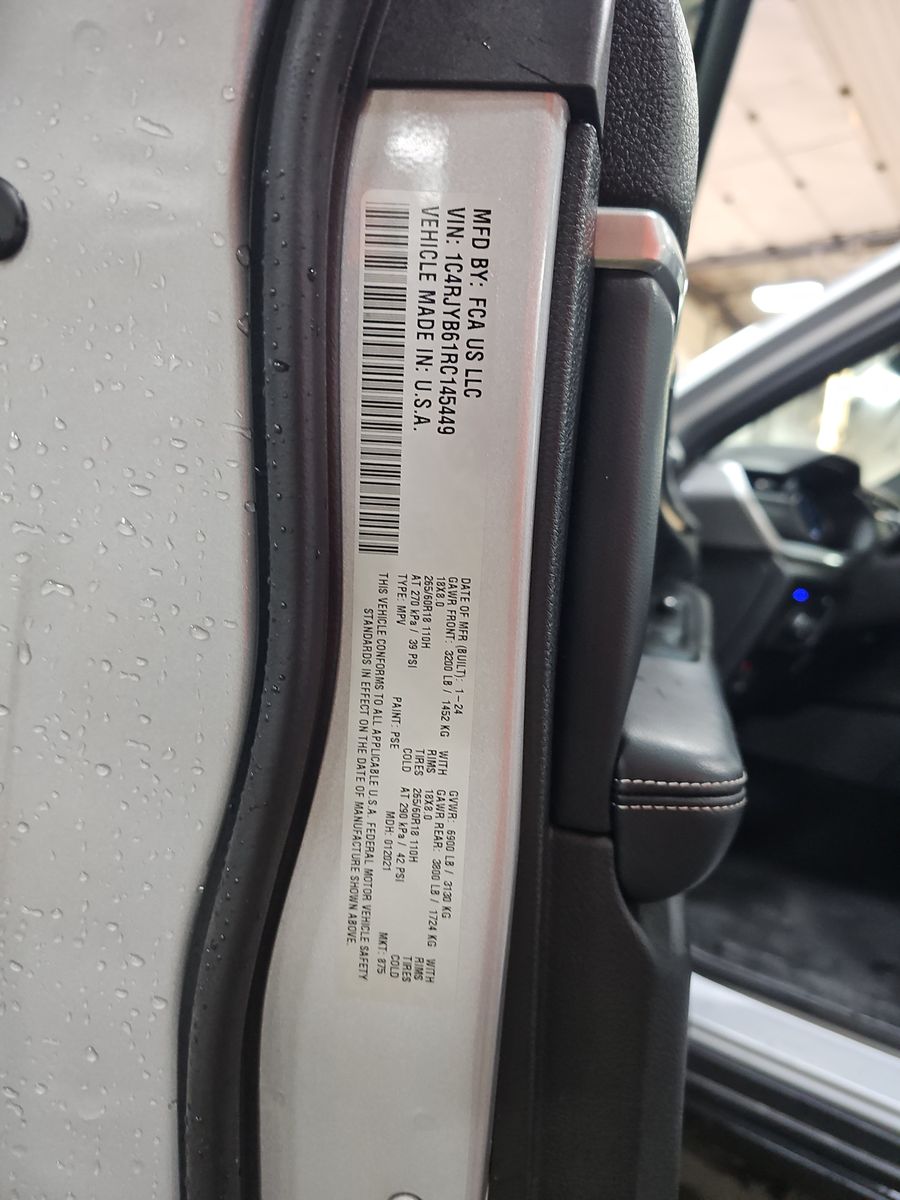 MFD BY: FCA US LLC
VIN: 1C4RJYB61RC145449
VEHICLE MADE IN: U.S.A.
DATE OF MFR (BUILT): 1-24 GVWR: 6900 LB / 3130 KG
GAWR FRONT: 3200 LB / 1452 KG WITH GAWR REAR: 3800 LB / 1724 KG WITH
18X8.0 RIMS 18X8.0 RIMS
265/60R18 110H TIRES 265/60R18 110H TIRES
AT 270 kPa / 39 PSI COLD AT 290 kPa / 42 PSI COLD
TYPE: MPV PAINT: PSE MDH: 012021 MKT: 875
THIS VEHICLE CONFORMS TO ALL APPLICABLE U.S.A. FEDERAL MOTOR VEHICLE SAFETY
STANDARDS IN EFFECT ON THE DATE OF MANUFACTURE SHOWN ABOVE.